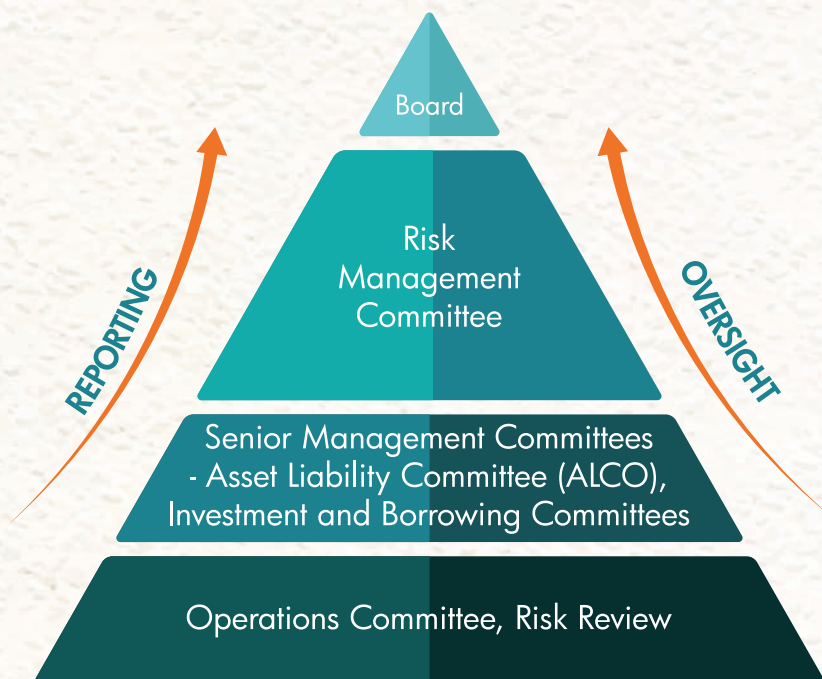 Board
Risk
Management
Committee
REPORTING
OVERSIGHT
Senior Management Committees
- Asset Liability Committee (ALCO),
Investment and Borrowing Committees
Operations Committee, Risk Review